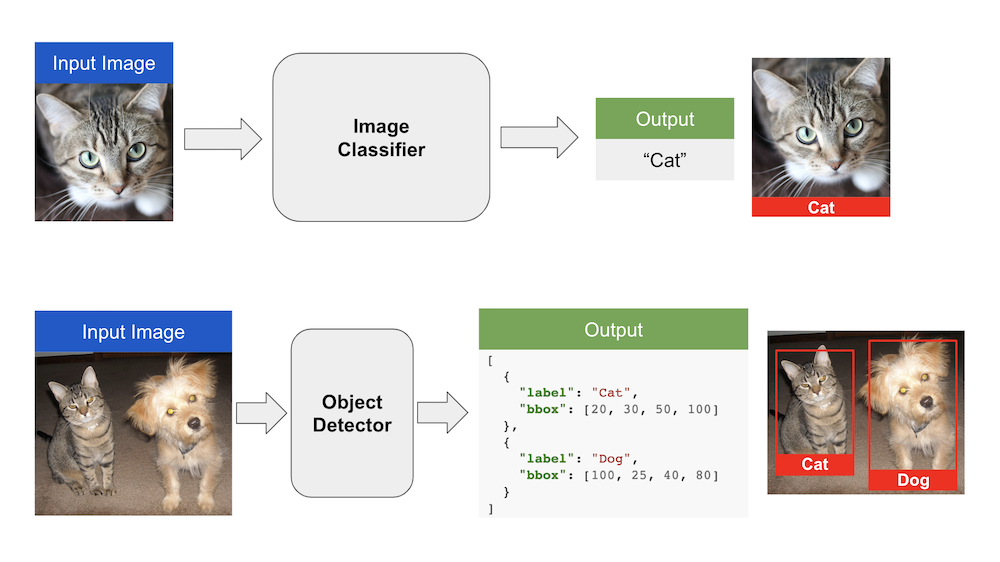 Input Image
Image
Classifier
Output
“Cat”
Cat
Input Image
Object
Detector
Output
[
{
"label": "Cat",
"bbox": [20, 30, 50, 100]
},
{
"label": "Dog",
"bbox": [100, 25, 40, 80]
}
]
Cat
Dog